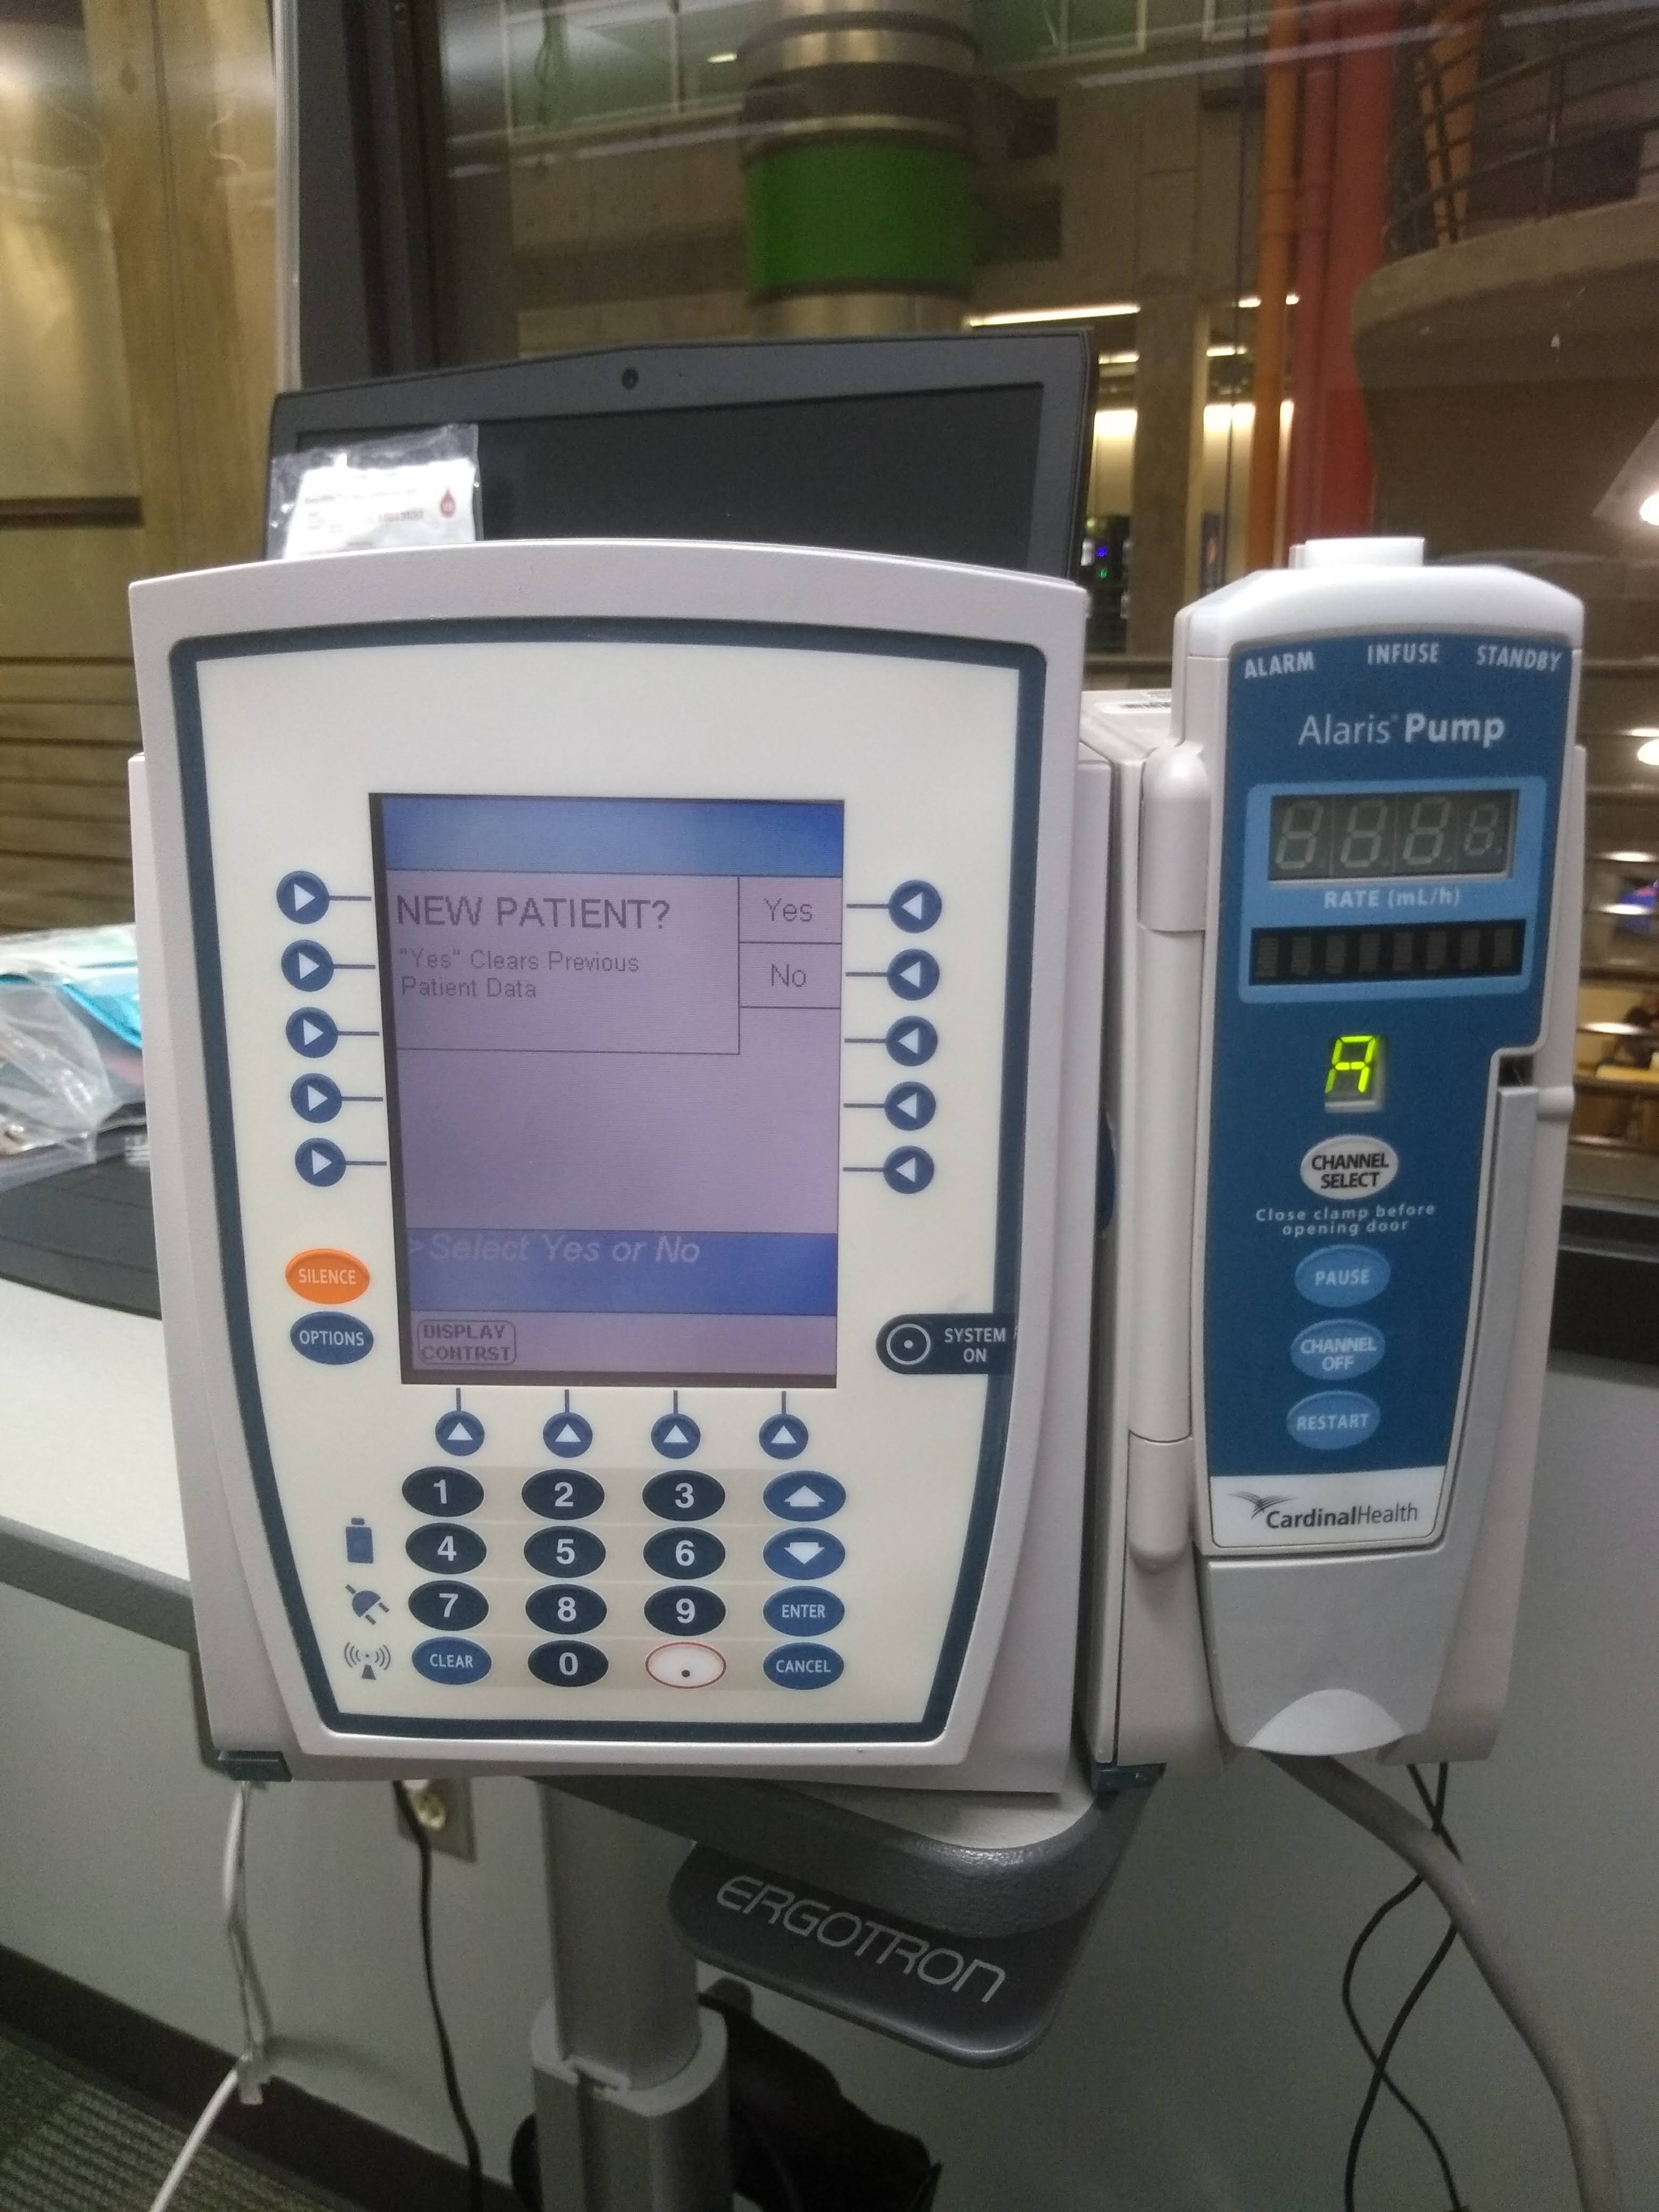 NEW PATIENT?
Yes
"Yes" Clears Previous
Patient Data
No
>Select Yes or No
DISPLAY
CONTRST
SILENCE
OPTIONS
SYSTEM
ON
1 2 3
4 5 6
7 8 9 ENTER
CLEAR 0 . CANCEL
ALARM INFUSE STANDBY
Alaris® Pump
RATE (mL/h)
A
CHANNEL
SELECT
Close clamp before
opening door
PAUSE
CHANNEL
OFF
RESTART
CardinalHealth
ERGOTRON